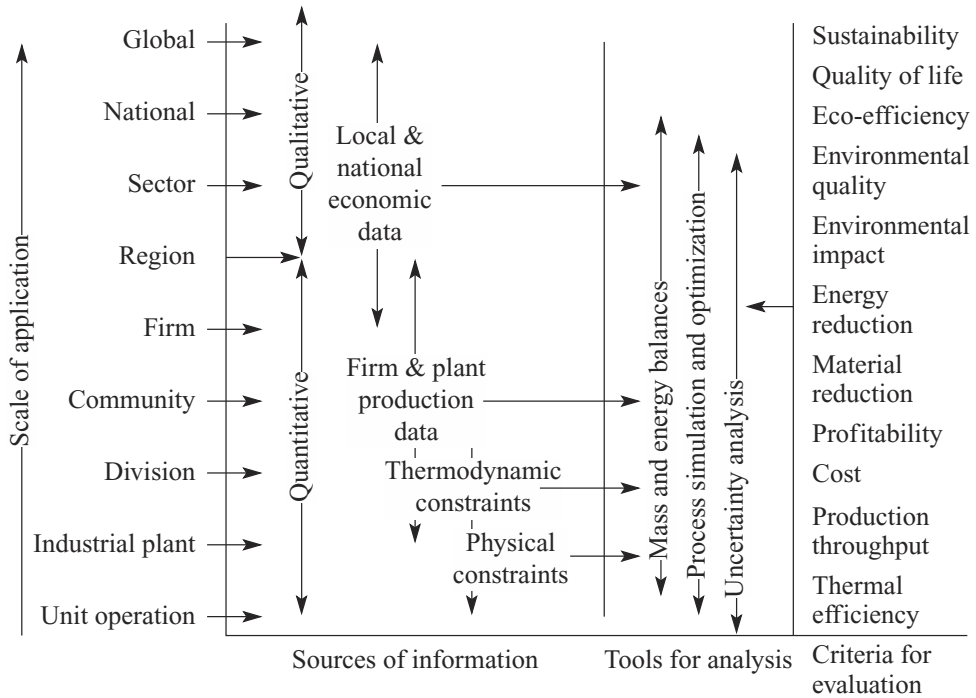 Scale of application
Global
National
Sector
Region
Firm
Community
Division
Industrial plant
Unit operation
Qualitative
Quantitative
Local &
national
economic
data
Firm & plant
production
data
Thermodynamic
constraints
Physical
constraints
Sources of information
Mass and energy balances
Process simulation and optimization
Uncertainty analysis
Tools for analysis
Sustainability
Quality of life
Eco-efficiency
Environmental
quality
Environmental
impact
Energy
reduction
Material
reduction
Profitability
Cost
Production
throughput
Thermal
efficiency
Criteria for
evaluation